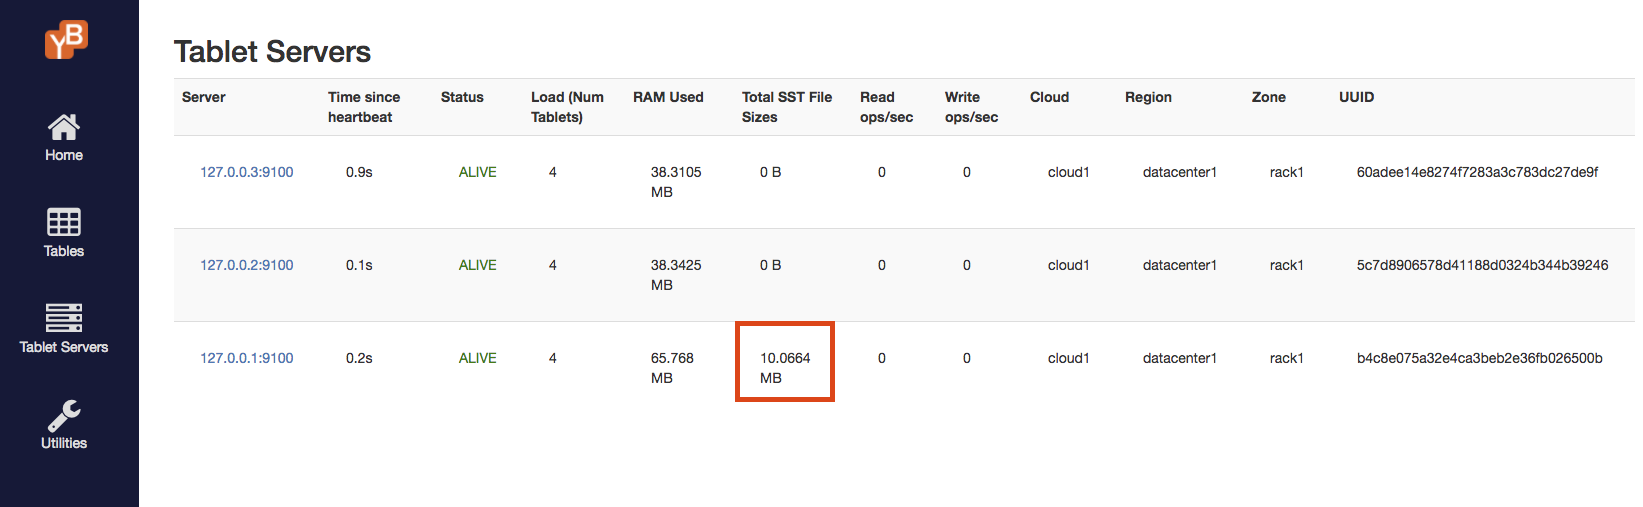 YB
Home
Tables
Tablet Servers
Utilities
Tablet Servers
Server Time since heartbeat Status Load (Num Tablets) RAM Used Total SST File Sizes Read ops/sec Write ops/sec Cloud Region Zone UUID
127.0.0.3:9100 0.9s ALIVE 4 38.3105 MB 0 B 0 0 cloud1 datacenter1 rack1 60adee14e8274f7283a3c783dc27de9f
127.0.0.2:9100 0.1s ALIVE 4 38.3425 MB 0 B 0 0 cloud1 datacenter1 rack1 5c7d8906578d41188d0324b344b39246
127.0.0.1:9100 0.2s ALIVE 4 65.768 MB 10.0664 MB 0 0 cloud1 datacenter1 rack1 b4c8e075a32e4ca3beb2e36fb026500b